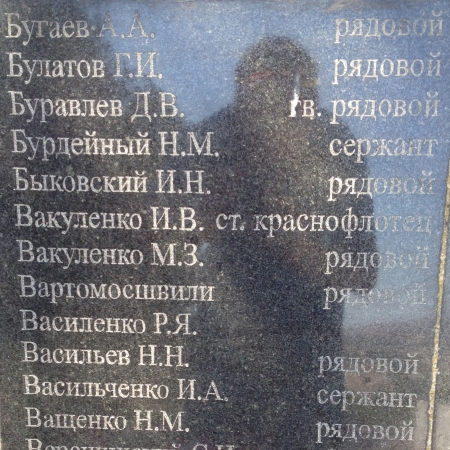 Бугаев А.А. рядовой
Булатов Г.И. рядовой
Буравлев Д.В. гв. рядовой
Бурдейный Н.М. сержант
Быковский И.Н. рядовой
Вакуленко И.В. ст. краснофлотец
Вакуленко М.З. рядовой
Вартомосшвили рядовой
Василенко Р.Я.
Васильев Н.Н. рядовой
Васильченко И.А. сержант
Ващенко Н.М. рядовой